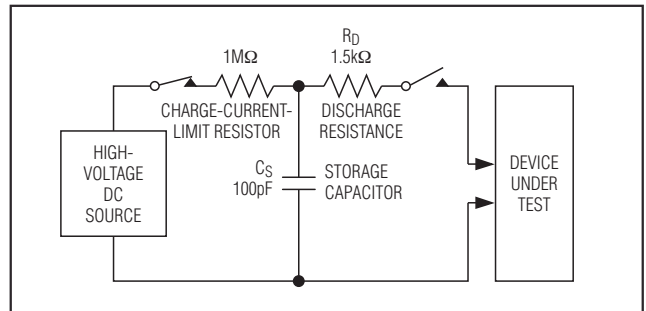 R_D
1MΩ
1.5kΩ
CHARGE-CURRENT-
LIMIT RESISTOR
DISCHARGE
RESISTANCE
HIGH-
VOLTAGE
DC
SOURCE
C_S
100pF
STORAGE
CAPACITOR
DEVICE
UNDER
TEST